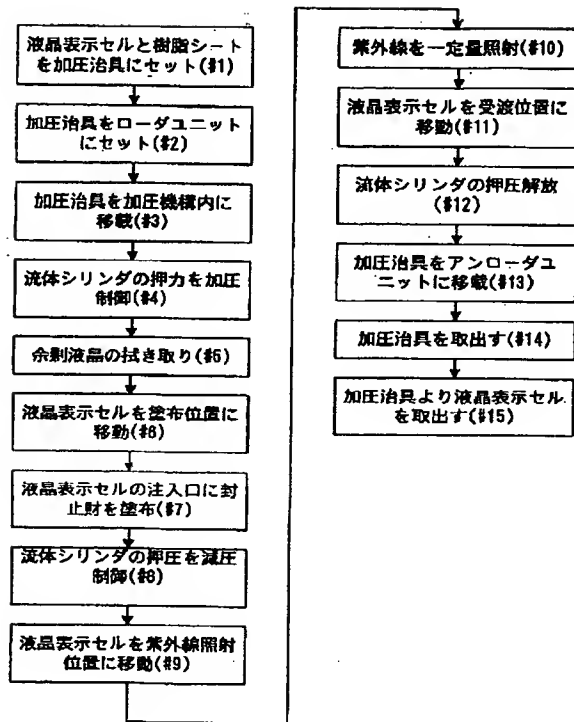 液晶表示セルと樹脂シート
を加圧治具にセット(#1)
加圧治具をローダユニット
にセット(#2)
加圧治具を加圧機構内に
移載(#3)
流体シリンダの押力を加圧
制御(#4)
余剰液晶の拭き取り(#5)
液晶表示セルを塗布位置に
移動(#6)
液晶表示セルの注入口に封
止財を塗布(#7)
流体シリンダの押圧を減圧
制御(#8)
液晶表示セルを紫外線照射
位置に移動(#9)
紫外線を一定量照射(#10)
液晶表示セルを受渡位置に
移動(#11)
流体シリンダの押圧解放
(#12)
加圧治具をアンローダユ
ニットに移載(#13)
加圧治具を取出す(#14)
加圧治具より液晶表示セル
を取出す(#15)